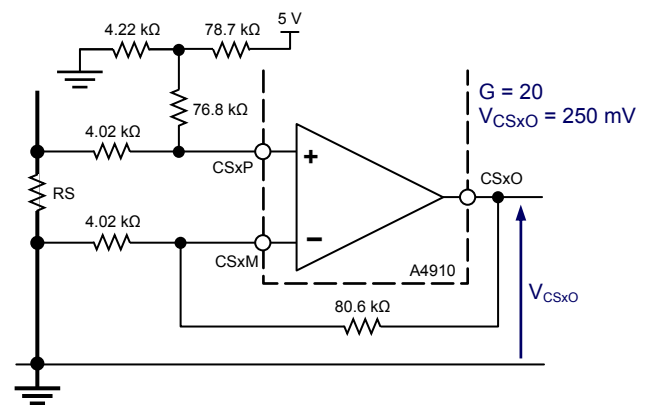 5 V
4.22 kΩ
78.7 kΩ
76.8 kΩ
G = 20
VCSxO = 250 mV
4.02 kΩ
CSxP
+
CSxO
RS
4.02 kΩ
CSxM
–
A4910
80.6 kΩ
VCSxO